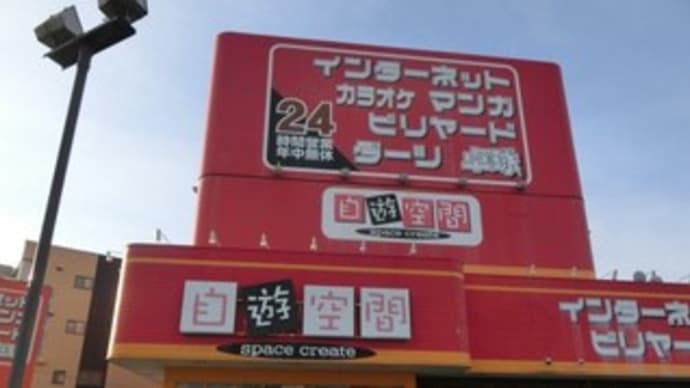 インターネット
カラオケ マンガ
ビリヤード
ダーツ 卓球
24
時間営業
年中無休
自遊空間
space create
自遊空間
space create
インターネッ
ビリヤー